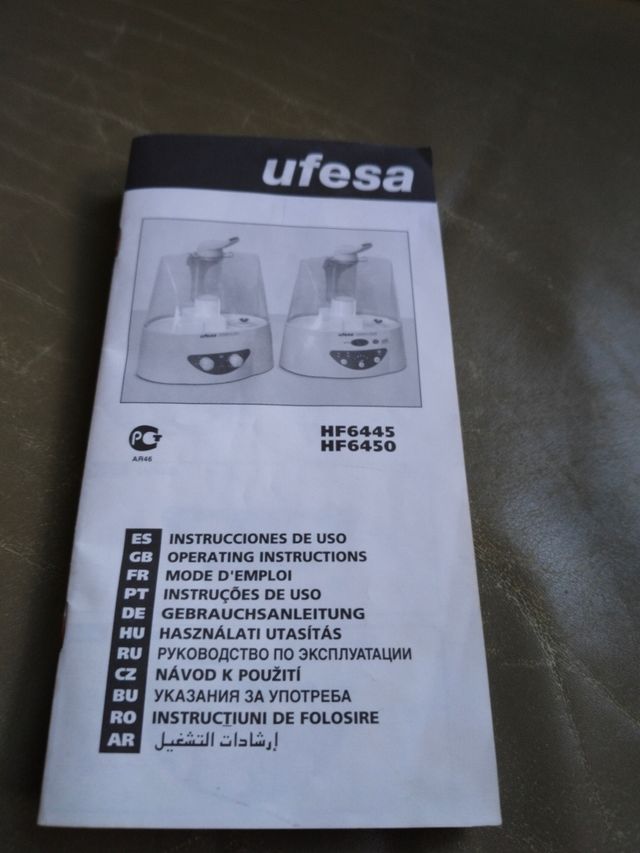 ufesa
HF6445
HF6450
АЯ46
ES INSTRUCCIONES DE USO
GB OPERATING INSTRUCTIONS
FR MODE D'EMPLOI
PT INSTRUÇÕES DE USO
DE GEBRAUCHSANLEITUNG
HU HASZNÁLATI UTASÍTÁS
RU РУКОВОДСТВО ПО ЭКСПЛУАТАЦИИ
CZ NÁVOD K POUŽITÍ
BU УКАЗАНИЯ ЗА УПОТРЕБА
RO INSTRUCŢIUNI DE FOLOSIRE
AR إرشادات التشغيل